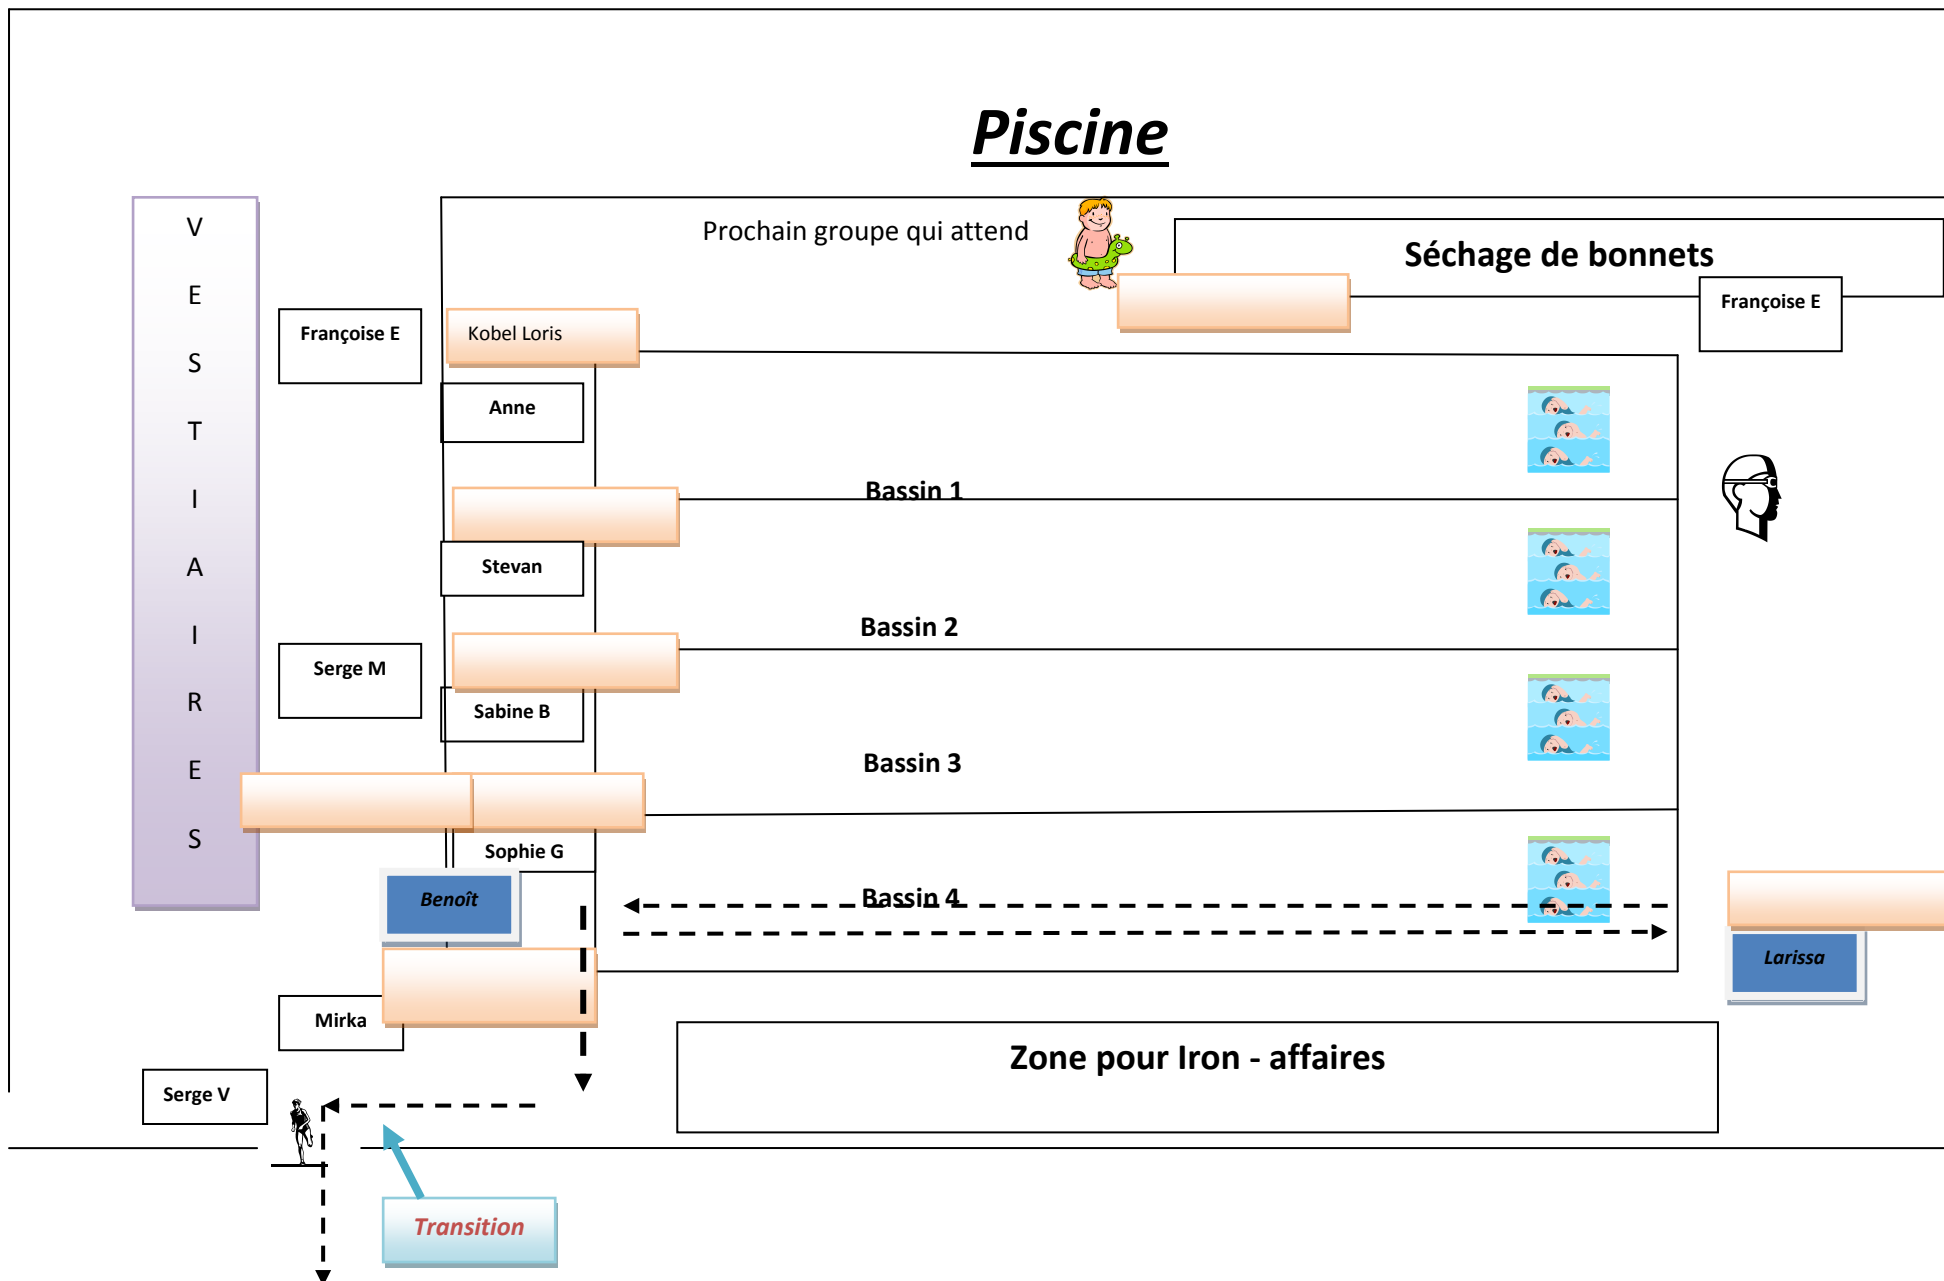 Piscine
V
E
S
T
I
A
I
R
E
S
Prochain groupe qui attend
Séchage de bonnets
Françoise E
Françoise E
Kobel Loris
Anne
Bassin 1
Stevan
Bassin 2
Serge M
Sabine B
Bassin 3
Sophie G
Benoît
Bassin 4
Larissa
Mirka
Zone pour Iron - affaires
Serge V
Transition